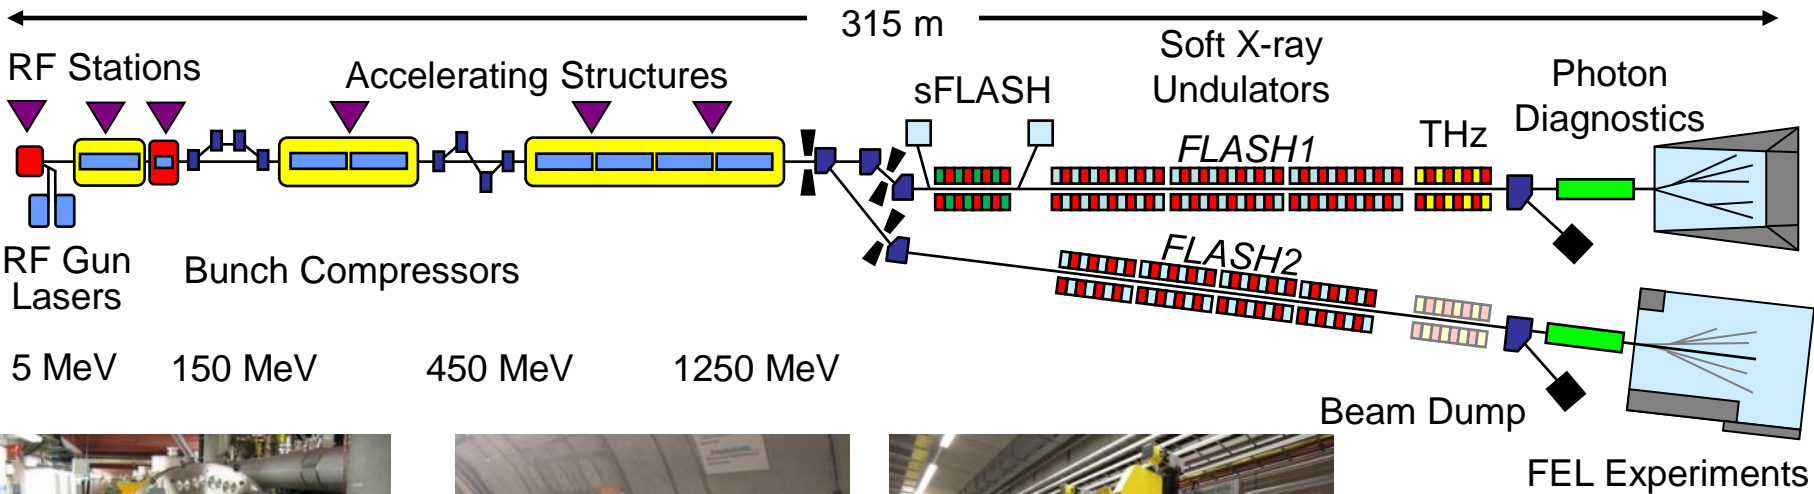 315 m
RF Stations
Accelerating Structures
sFLASH
Soft X-ray
Undulators
Photon
Diagnostics
THz
FLASH1
FLASH2
RF Gun
Lasers
Bunch Compressors
5 MeV
150 MeV
450 MeV
1250 MeV
Beam Dump
FEL Experiments